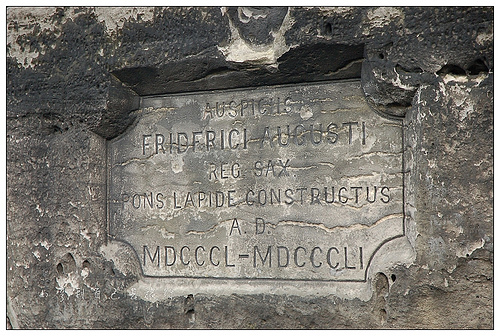 AUSPICIIS
FRIDERICI AUGUSTI
REG. SAX.
PONS LAPIDE CONSTRUCTUS
A. D.
MDCCCL-MDCCCLI